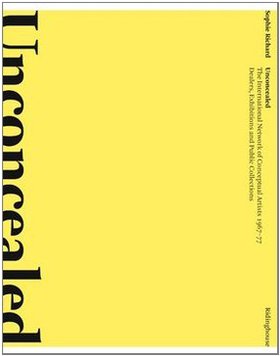 Unconcealed
Sophie Richard
Unconcealed
The International Network of Conceptual Artists 1967–77
Dealers, Exhibitions and Public Collections
Ridinghouse